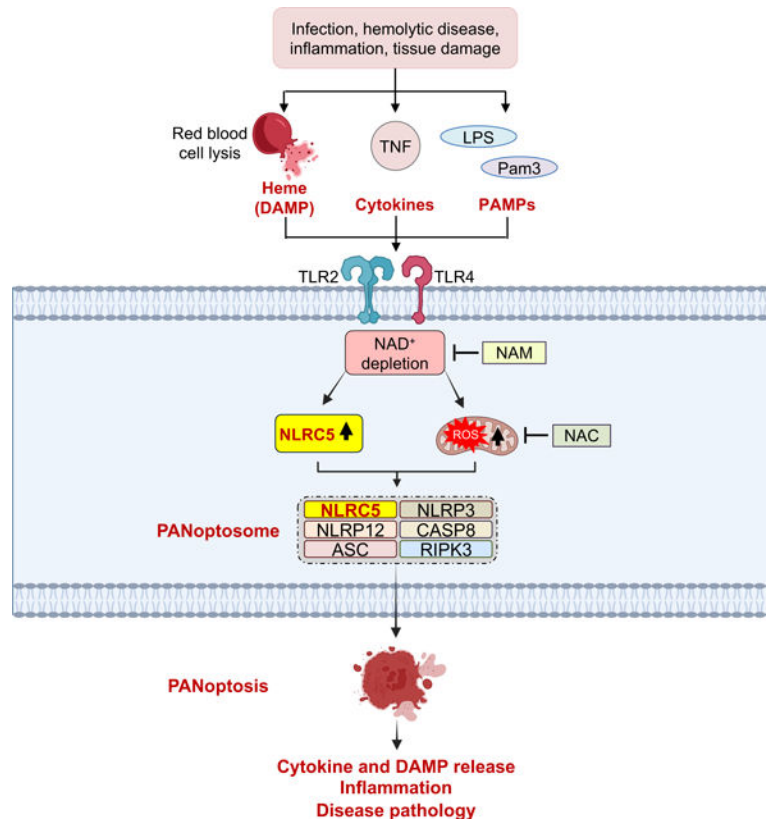 Infection, hemolytic disease,
inflammation, tissue damage
Red blood
cell lysis
TNF
LPS
Pam3
Heme
(DAMP)
Cytokines
PAMPs
TLR2
TLR4
NAD⁺
depletion
NAM
NLRC5
ROS
NAC
PANoptosome
NLRC5
NLRP3
NLRP12
CASP8
ASC
RIPK3
PANoptosis
Cytokine and DAMP release
Inflammation
Disease pathology